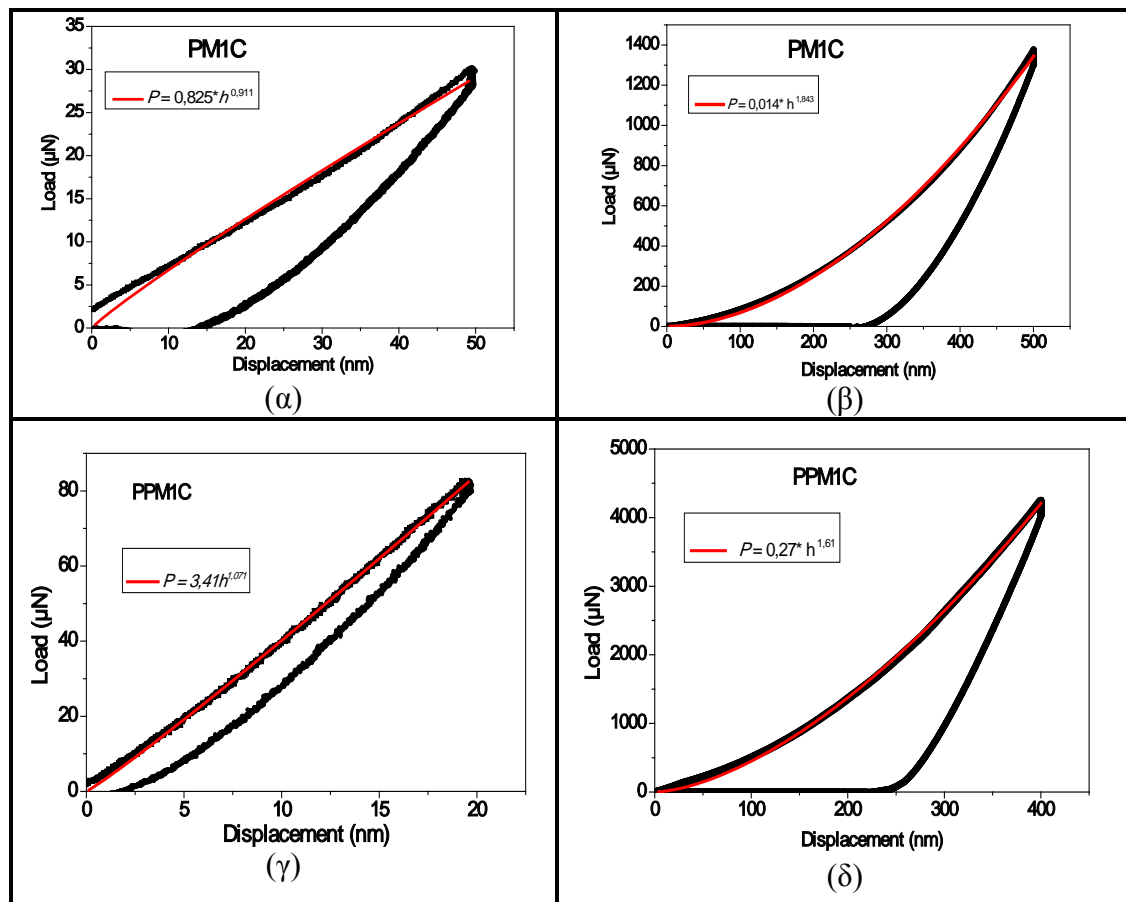 PM1C
P = 0,825* h^0,911
Load (µN)
35
30
25
20
15
10
5
0
0 10 20 30 40 50
Displacement (nm)
(α)
PM1C
P = 0,014* h^1,843
Load (µN)
1400
1200
1000
800
600
400
200
0
0 100 200 300 400 500
Displacement (nm)
(β)
PPM1C
P = 3,41h^1,071
Load (µN)
80
60
40
20
0
0 5 10 15 20
Displacement (nm)
(γ)
PPM1C
P = 0,27* h^1,61
Load (µN)
5000
4000
3000
2000
1000
0
0 100 200 300 400
Displacement (nm)
(δ)